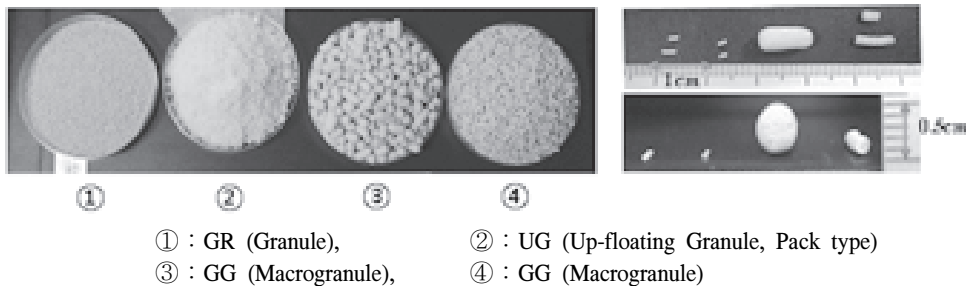 1cm
0.5cm
① ② ③ ④
① : GR (Granule), ② : UG (Up-floating Granule, Pack type)
③ : GG (Macrogranule), ④ : GG (Macrogranule)